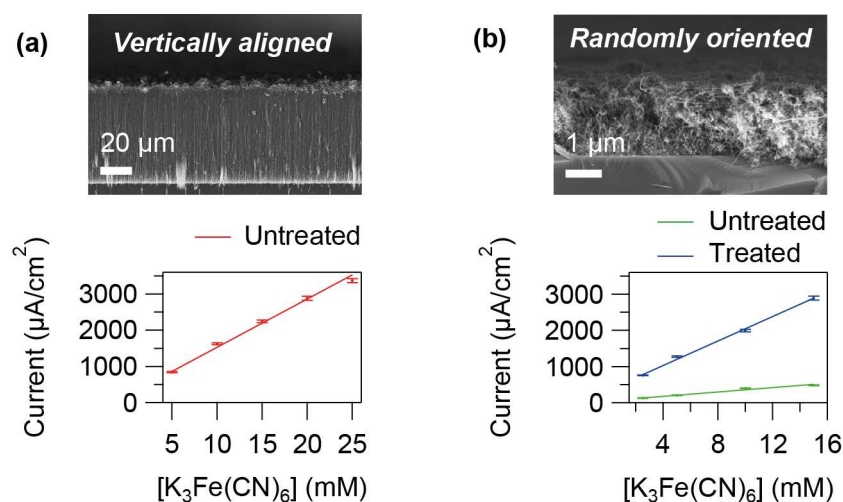 (a)
Vertically aligned
20 µm
Untreated
Current (µA/cm²)
3000
2000
1000
0
5 10 15 20 25
[K₃Fe(CN)₆] (mM)
(b)
Randomly oriented
1 µm
Untreated
Treated
Current (µA/cm²)
3000
2000
1000
0
4 8 12 16
[K₃Fe(CN)₆] (mM)